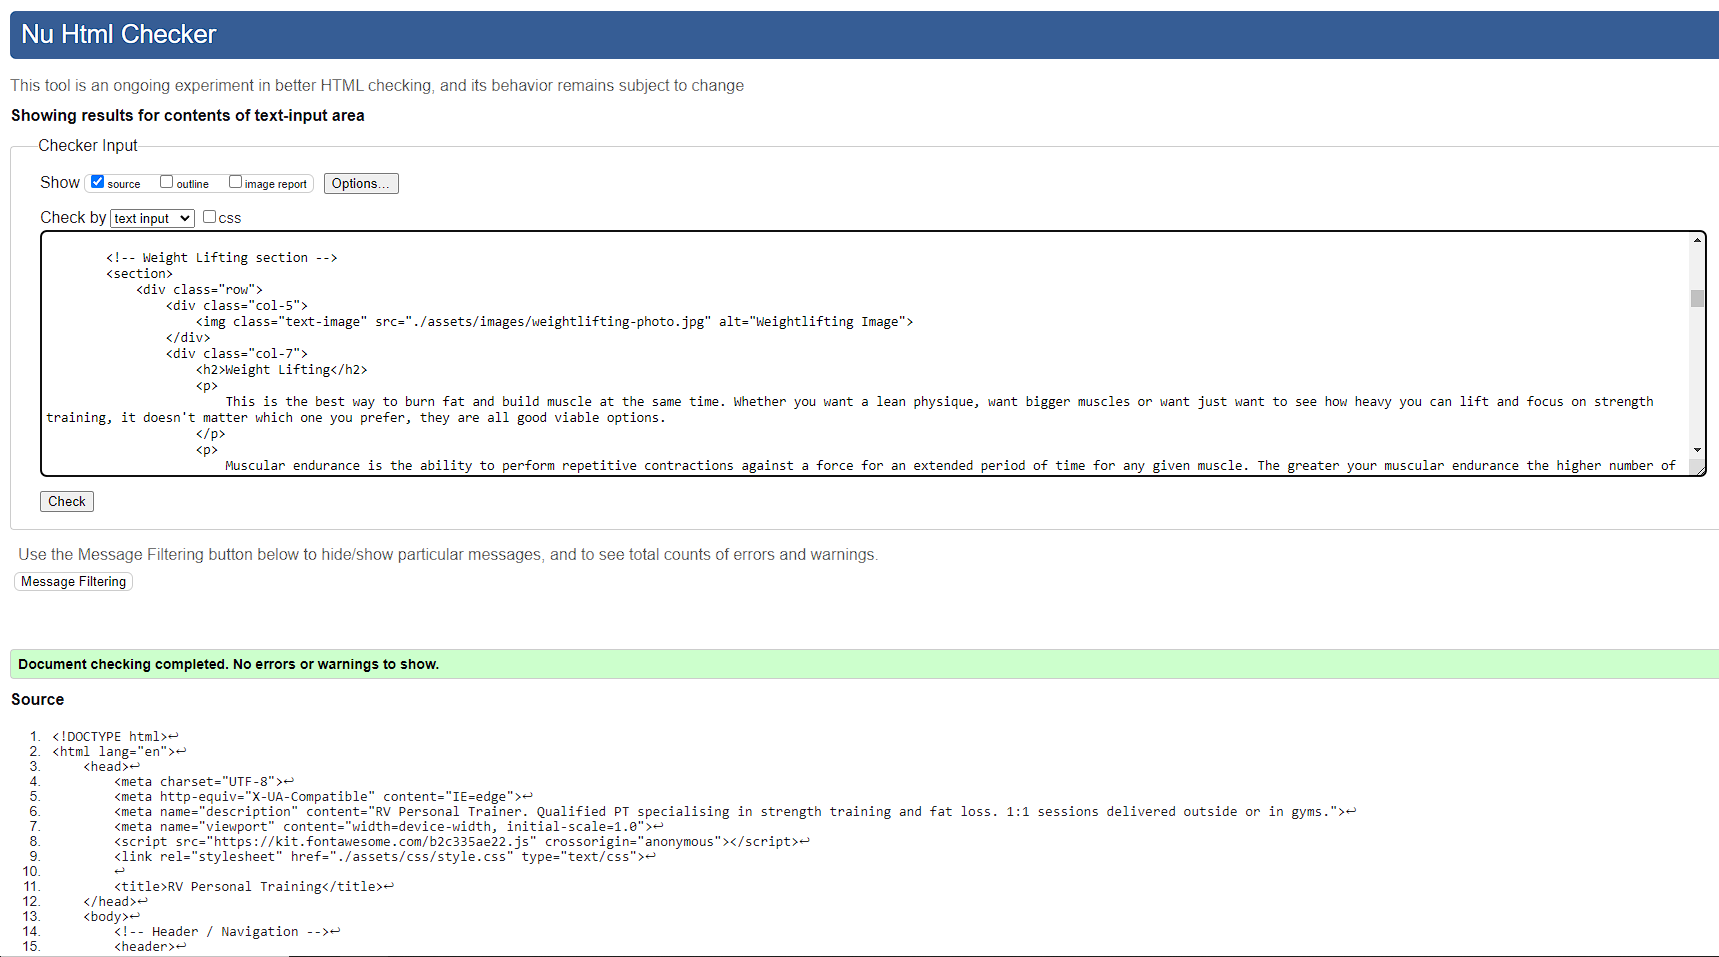 Nu Html Checker
This tool is an ongoing experiment in better HTML checking, and its behavior remains subject to change
Showing results for contents of text-input area
Checker Input
Show source outline image report Options...
Check by text input css
<!-- Weight Lifting section -->
<section>
<div class="row">
<div class="col-5">
<img class="text-image" src="./assets/images/weightlifting-photo.jpg" alt="Weightlifting Image">
</div>
<div class="col-7">
<h2>Weight Lifting</h2>
<p>
This is the best way to burn fat and build muscle at the same time. Whether you want a lean physique, want bigger muscles or want just want to see how heavy you can lift and focus on strength
training, it doesn't matter which one you prefer, they are all good viable options.
</p>
<p>
Muscular endurance is the ability to perform repetitive contractions against a force for an extended period of time for any given muscle. The greater your muscular endurance the higher number of
Check
Use the Message Filtering button below to hide/show particular messages, and to see total counts of errors and warnings.
Message Filtering
Document checking completed. No errors or warnings to show.
Source
1. <!DOCTYPE html>↩
2. <html lang="en">↩
3. <head>↩
4. <meta charset="UTF-8">↩
5. <meta http-equiv="X-UA-Compatible" content="IE=edge">↩
6. <meta name="description" content="RV Personal Trainer. Qualified PT specialising in strength training and fat loss. 1:1 sessions delivered outside or in gyms.">↩
7. <meta name="viewport" content="width=device-width, initial-scale=1.0">↩
8. <script src="https://kit.fontawesome.com/b2c335ae22.js" crossorigin="anonymous"></script>↩
9. <link rel="stylesheet" href="./assets/css/style.css" type="text/css">↩
10. ↩
11. <title>RV Personal Training</title>↩
12. </head>↩
13. <body>↩
14. <!-- Header / Navigation -->↩
15. <header>↩